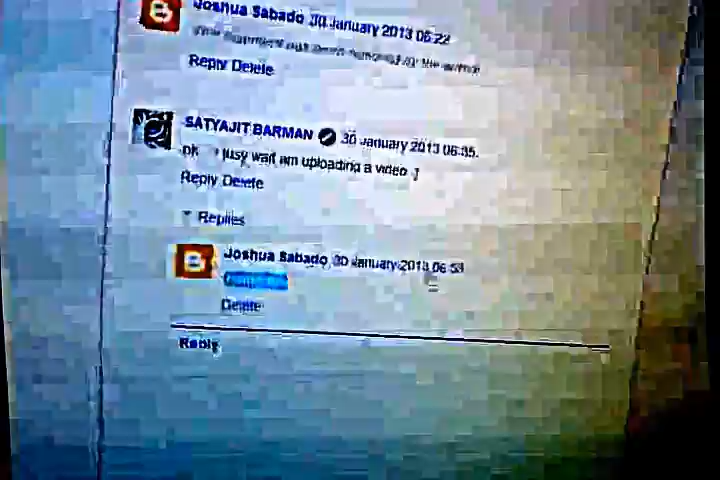 Joshua Sabado 30 January 2013 06:22
Reply Delete
SATYAJIT BARMAN 30 January 2013 06:35
ok jusy wait am uploading a video
Reply Delete
Replies
Joshua Sabado 30 January 2013 06:53
Delete
Reply